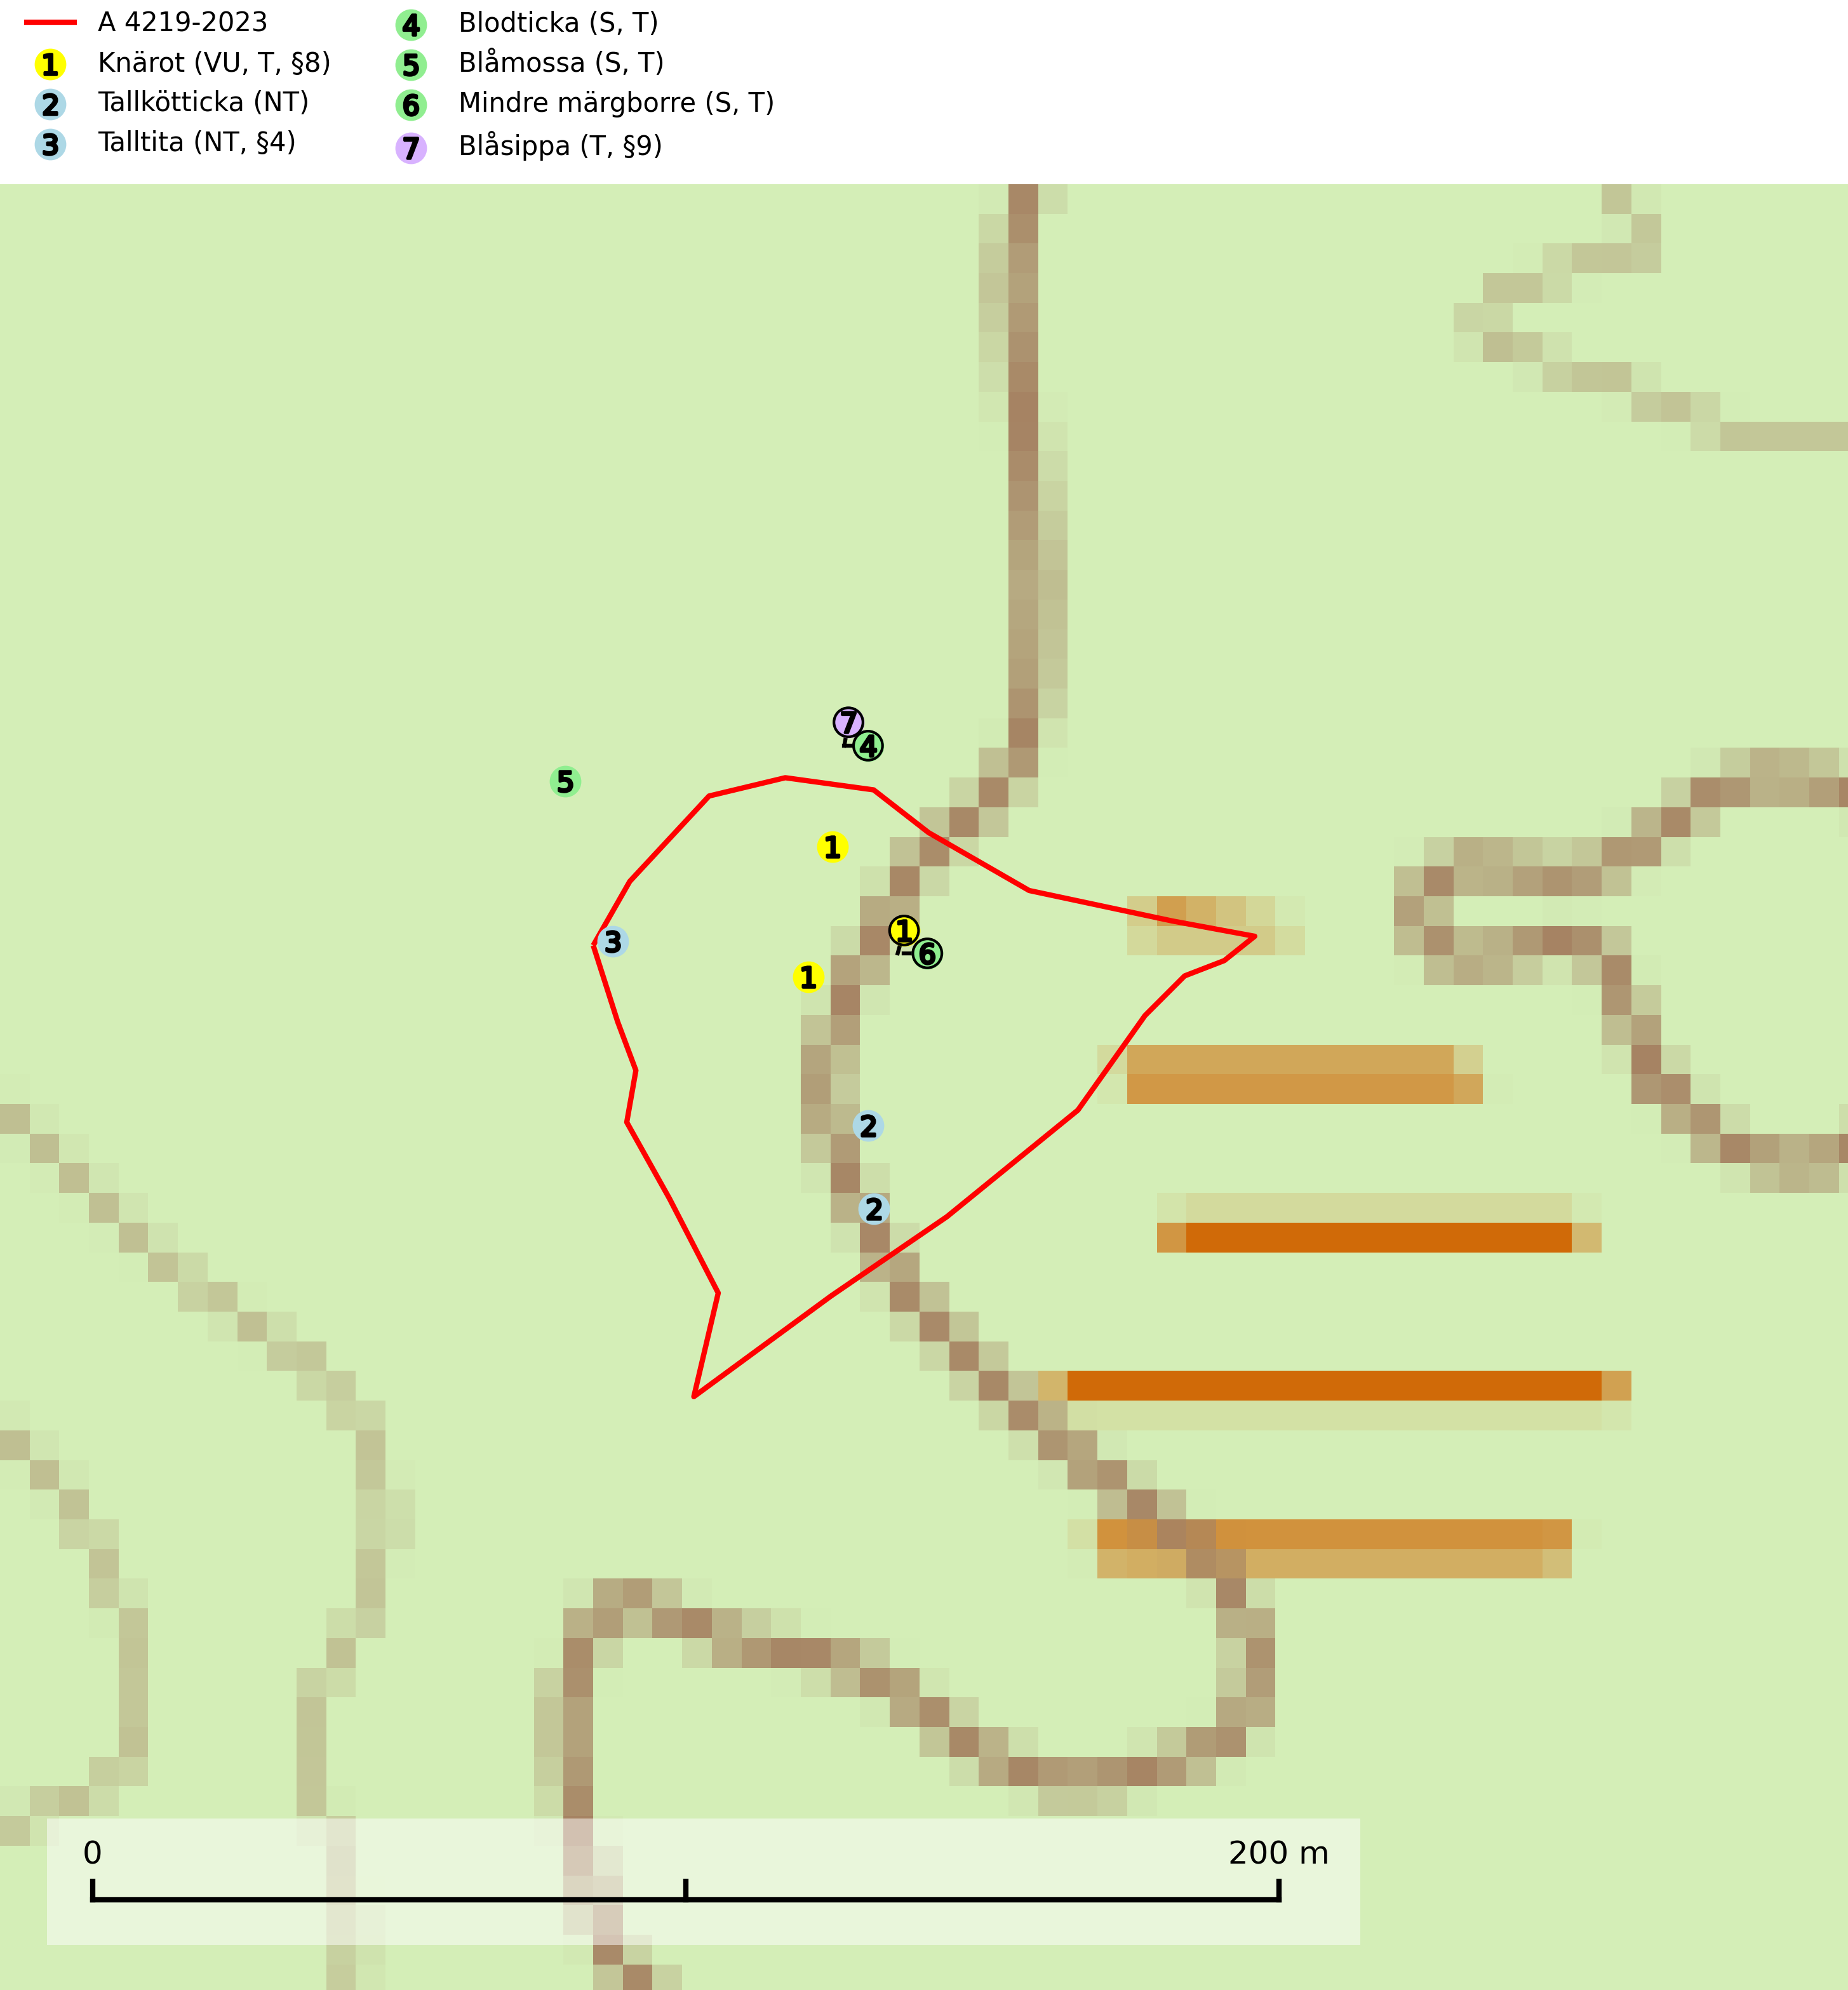 A 4219-2023
1 Knärot (VU, T, §8)
2 Tallkötticka (NT)
3 Talltita (NT, §4)
4 Blodticka (S, T)
5 Blåmossa (S, T)
6 Mindre märgborre (S, T)
7 Blåsippa (T, §9)
7
4
5
1
1
3
6
1
2
2
0 200 m